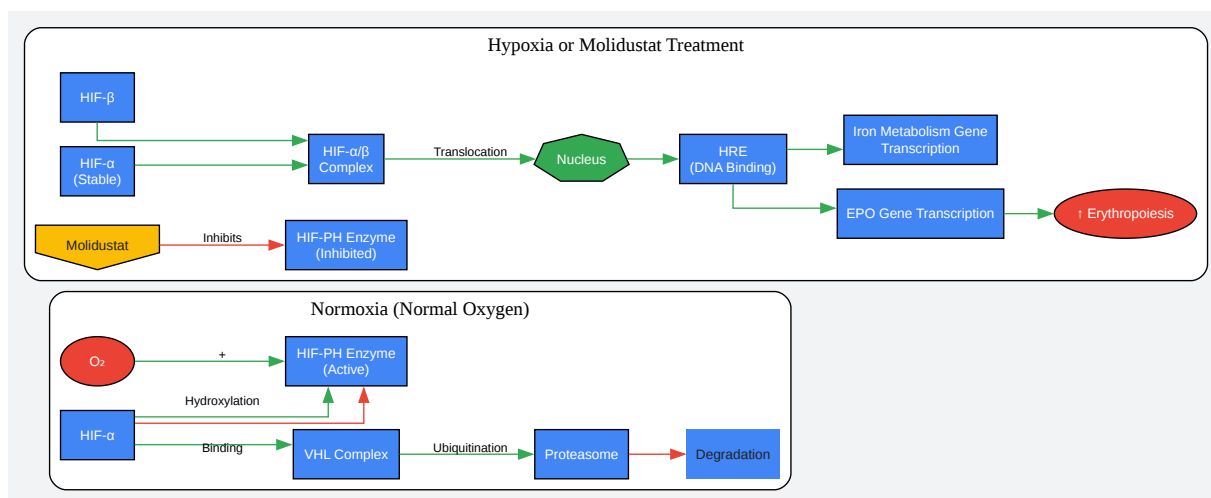 Hypoxia or Molidustat Treatment
HIF-β
HIF-α
(Stable)
HIF-α/β
Complex
Translocation
Nucleus
HRE
(DNA Binding)
Iron Metabolism Gene
Transcription
EPO Gene Transcription
↑ Erythropoiesis
Molidustat
Inhibits
HIF-PH Enzyme
(Inhibited)
Normoxia (Normal Oxygen)
O₂
+
HIF-PH Enzyme
(Active)
Hydroxylation
HIF-α
Binding
VHL Complex
Ubiquitination
Proteasome
Degradation